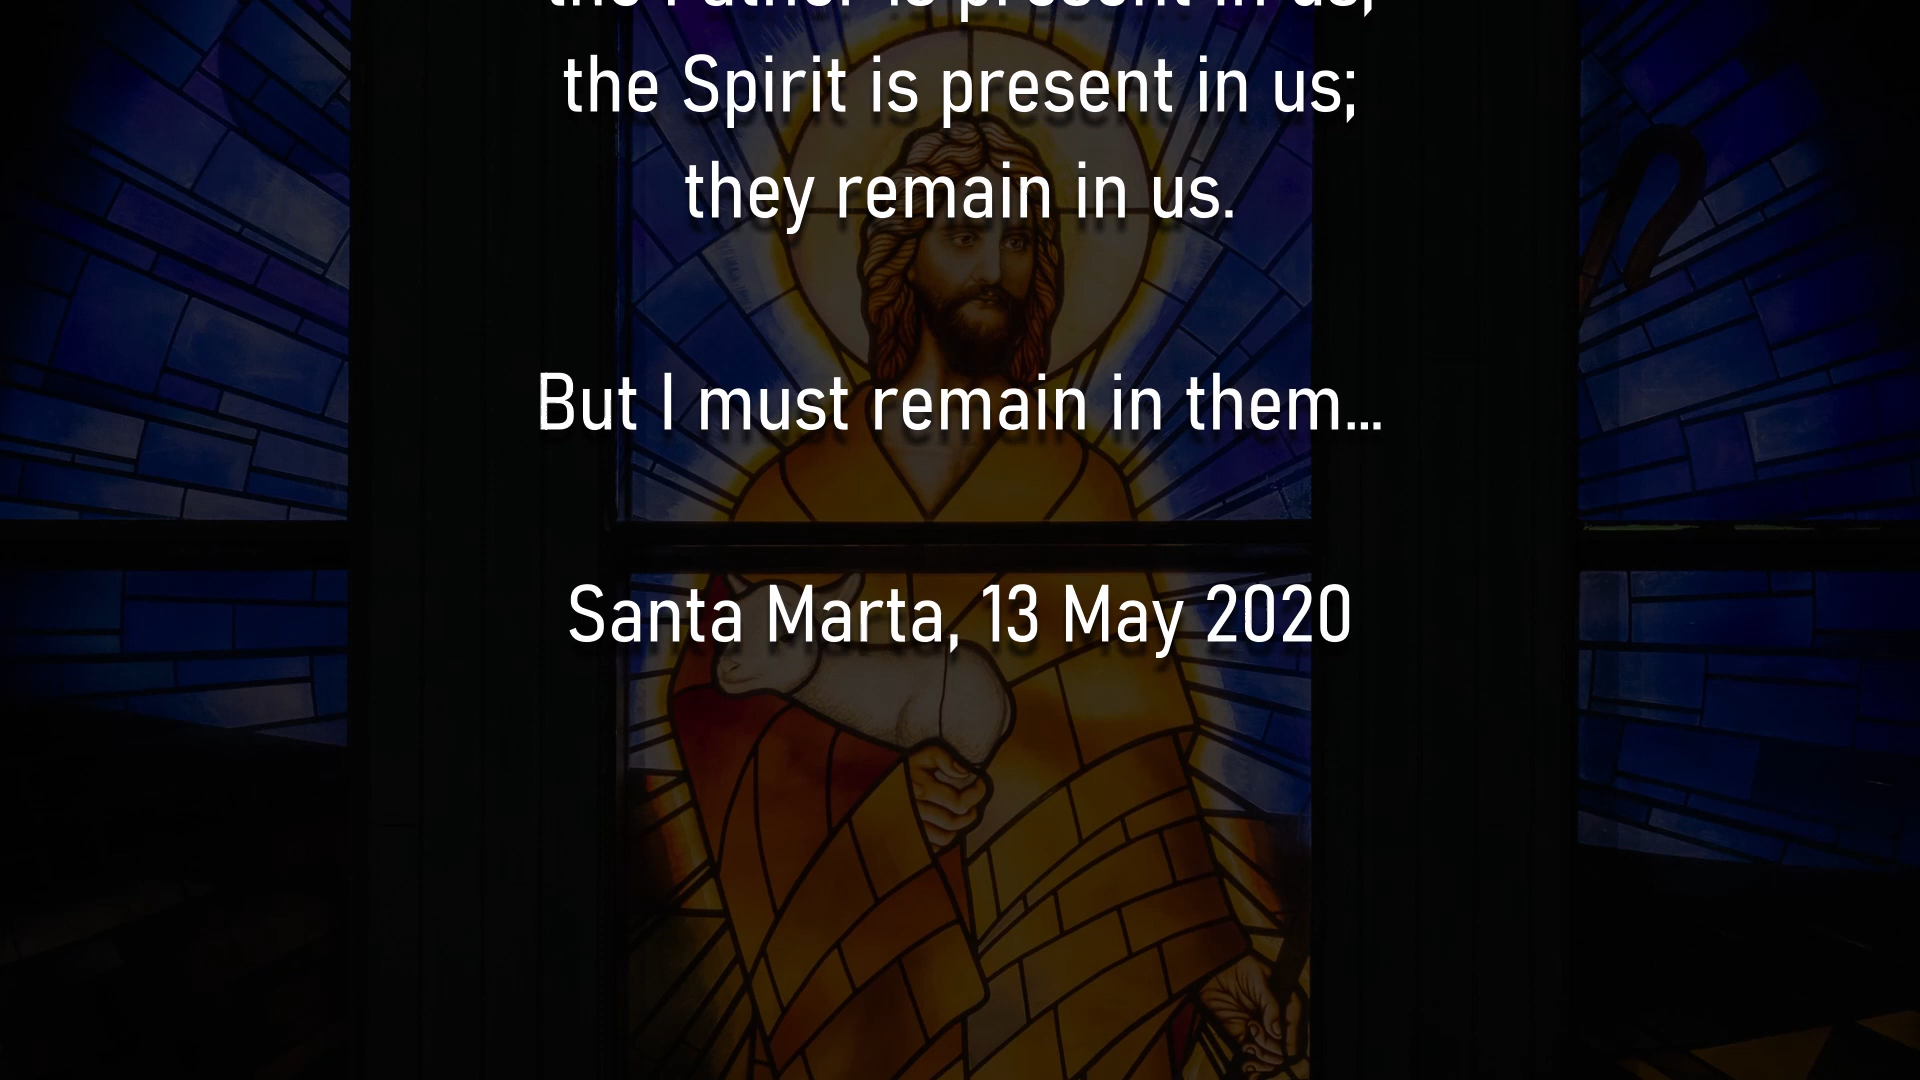 the Father is present in us;
the Spirit is present in us;
they remain in us.
But I must remain in them...
Santa Marta, 13 May 2020